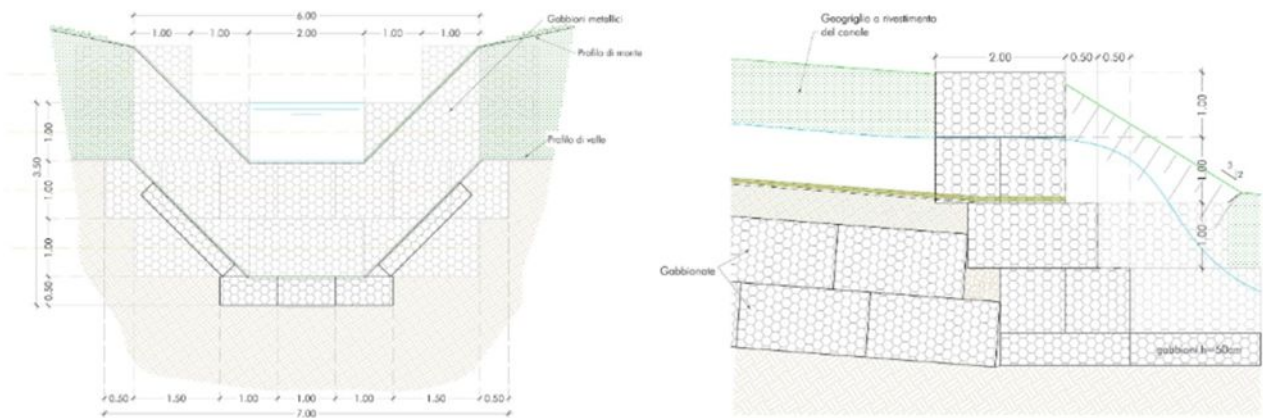 6.00
1.00 1.00 2.00 1.00 1.00
Gabbioni metallici
Profilo di monte
Profilo di valle
3.50
1.00
1.00
1.00
0.50
0.50 1.50 1.00 1.00 1.00 1.50 0.50
7.00
Geogriglia a rivestimento
del canale
2.00 0.50 0.50
1.00
1.00
1.00
3
2
Gabbionate
gabbioni h=50cm